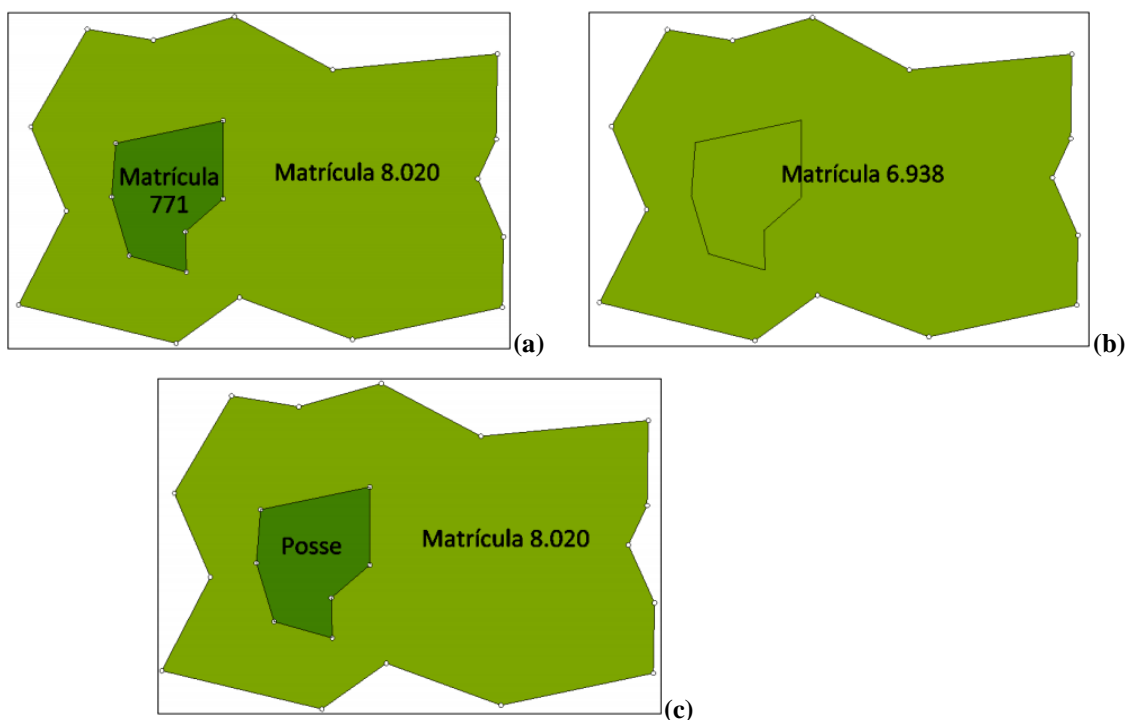 Matrícula
771
Matrícula 8.020
(a)
Matrícula 6.938
(b)
Posse
Matrícula 8.020
(c)